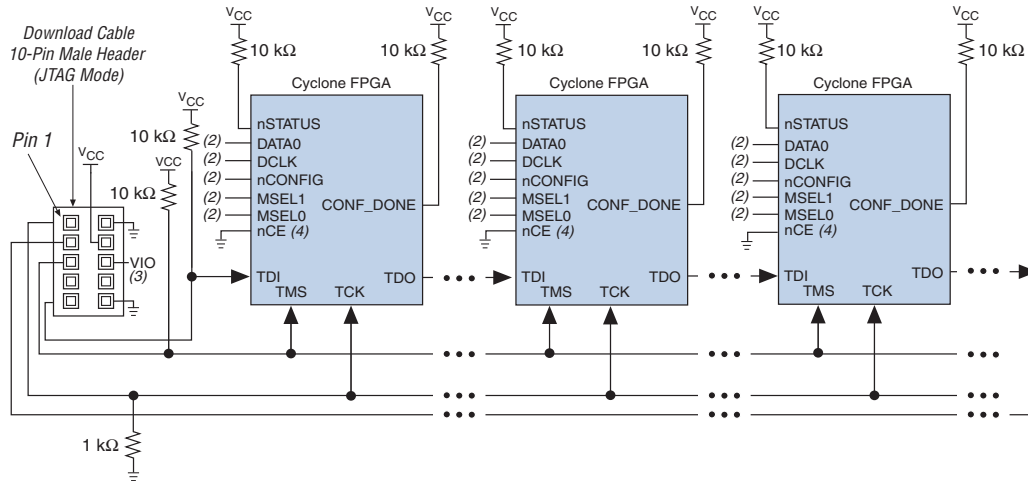 Download Cable
10-Pin Male Header
(JTAG Mode)
Pin 1
VCC
VIO
(3)
VCC
10 kΩ
VCC
10 kΩ
1 kΩ
VCC
10 kΩ
VCC
10 kΩ
Cyclone FPGA
nSTATUS
(2) DATA0
(2) DCLK
(2) nCONFIG
(2) MSEL1
(2) MSEL0
CONF_DONE
nCE (4)
TDI
TDO
TMS
TCK
VCC
10 kΩ
VCC
10 kΩ
Cyclone FPGA
nSTATUS
(2) DATA0
(2) DCLK
(2) nCONFIG
(2) MSEL1
(2) MSEL0
CONF_DONE
nCE (4)
TDI
TDO
TMS
TCK
VCC
10 kΩ
VCC
10 kΩ
Cyclone FPGA
nSTATUS
(2) DATA0
(2) DCLK
(2) nCONFIG
(2) MSEL1
(2) MSEL0
CONF_DONE
nCE (4)
TDI
TDO
TMS
TCK